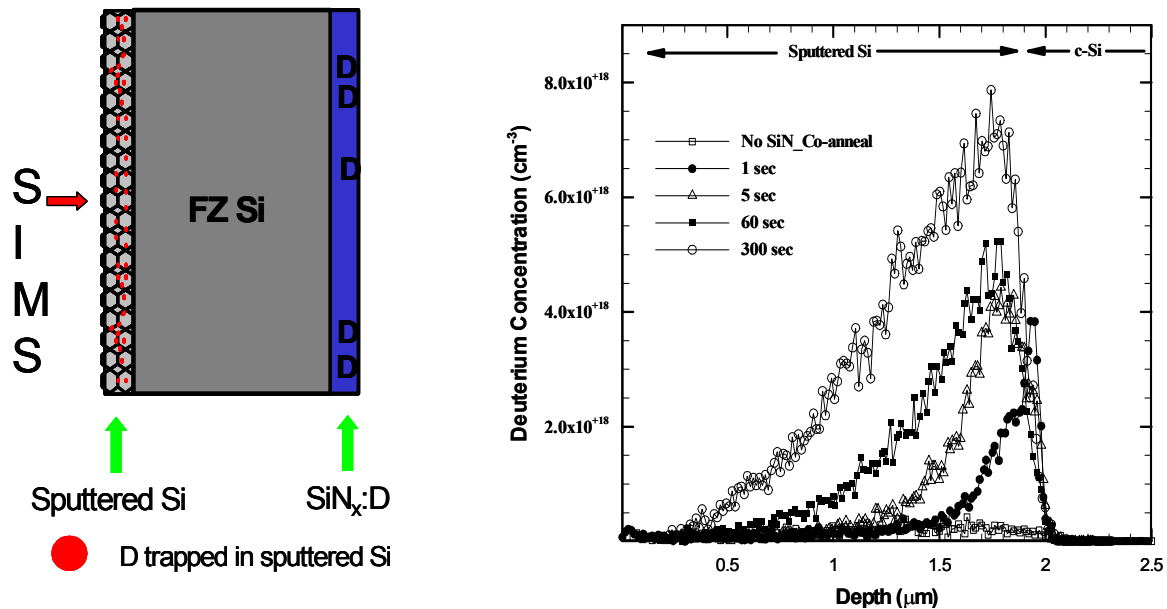 S
I
M
S
FZ Si
D
D
D
D
D
Sputtered Si
SiNx:D
D trapped in sputtered Si
Sputtered Si
c-Si
8.0x10+18
6.0x10+18
4.0x10+18
2.0x10+18
Deuterium Concentration (cm-3)
No SiN_Co-anneal
1 sec
5 sec
60 sec
300 sec
0.5
1
1.5
2
2.5
Depth (μm)